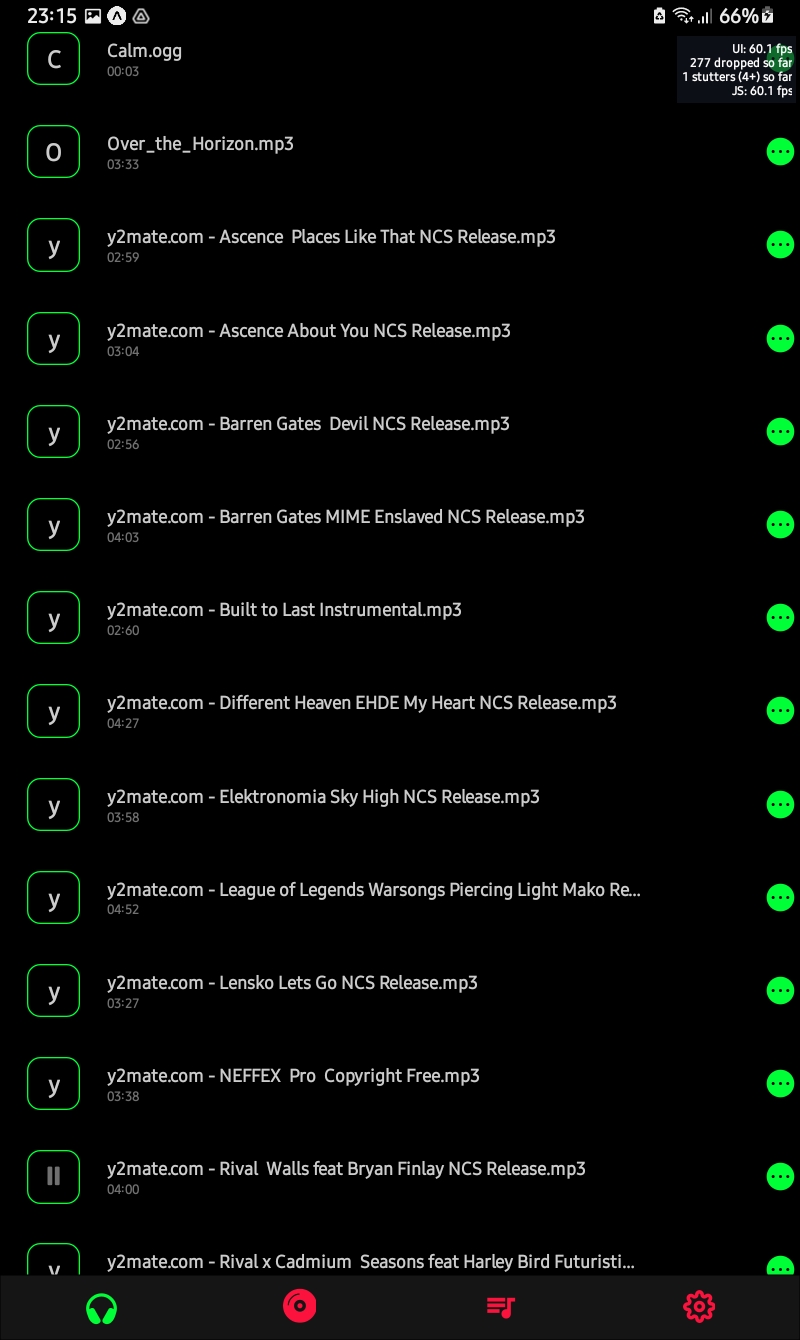 23:15
66%
C
Calm.ogg
00:03
UI: 60.1 fps
277 dropped so far
1 stutters (4+) so far
JS: 60.1 fps
O
Over_the_Horizon.mp3
03:33
y
y2mate.com - Ascence  Places Like That NCS Release.mp3
02:59
y
y2mate.com - Ascence About You NCS Release.mp3
03:04
y
y2mate.com - Barren Gates  Devil NCS Release.mp3
02:56
y
y2mate.com - Barren Gates MIME Enslaved NCS Release.mp3
04:03
y
y2mate.com - Built to Last Instrumental.mp3
02:60
y
y2mate.com - Different Heaven EHDE My Heart NCS Release.mp3
04:27
y
y2mate.com - Elektronomia Sky High NCS Release.mp3
03:58
y
y2mate.com - League of Legends Warsongs Piercing Light Mako Re...
04:52
y
y2mate.com - Lensko Lets Go NCS Release.mp3
03:27
y
y2mate.com - NEFFEX  Pro  Copyright Free.mp3
03:38
y2mate.com - Rival  Walls feat Bryan Finlay NCS Release.mp3
04:00
y
y2mate.com - Rival x Cadmium  Seasons feat Harley Bird Futuristi...